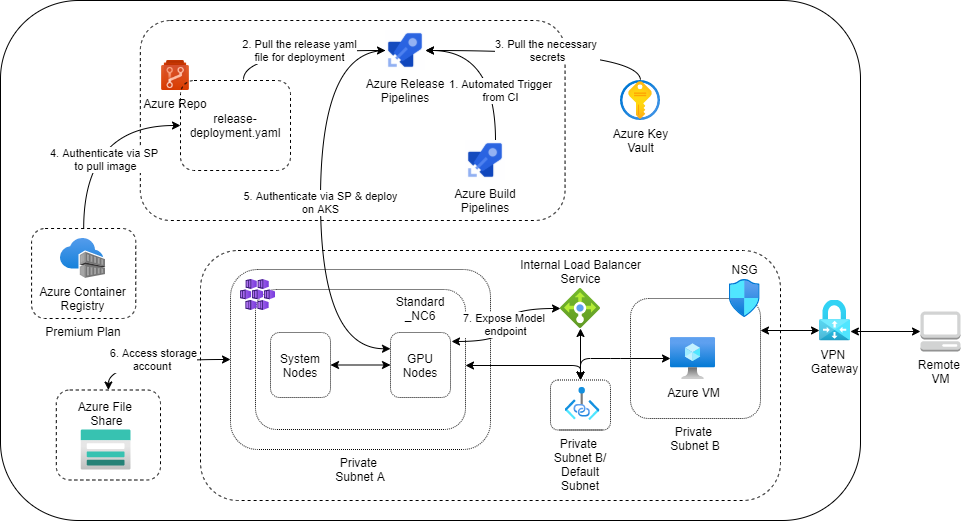 2. Pull the release yaml
file for deployment
3. Pull the necessary
secrets
Azure Release
Pipelines
1. Automated Trigger
from CI
Azure Repo
release-
deployment.yaml
Azure Key
Vault
4. Authenticate via SP
to pull image
Azure Build
Pipelines
5. Authenticate via SP & deploy
on AKS
Azure Container
Registry
Premium Plan
Internal Load Balancer
Service
NSG
Standard
_NC6
7. Expose Model
endpoint
6. Access storage
account
System
Nodes
GPU
Nodes
VPN
Gateway
Remote
VM
Azure VM
Azure File
Share
Private
Subnet A
Private
Subnet B/
Default
Subnet
Private
Subnet B